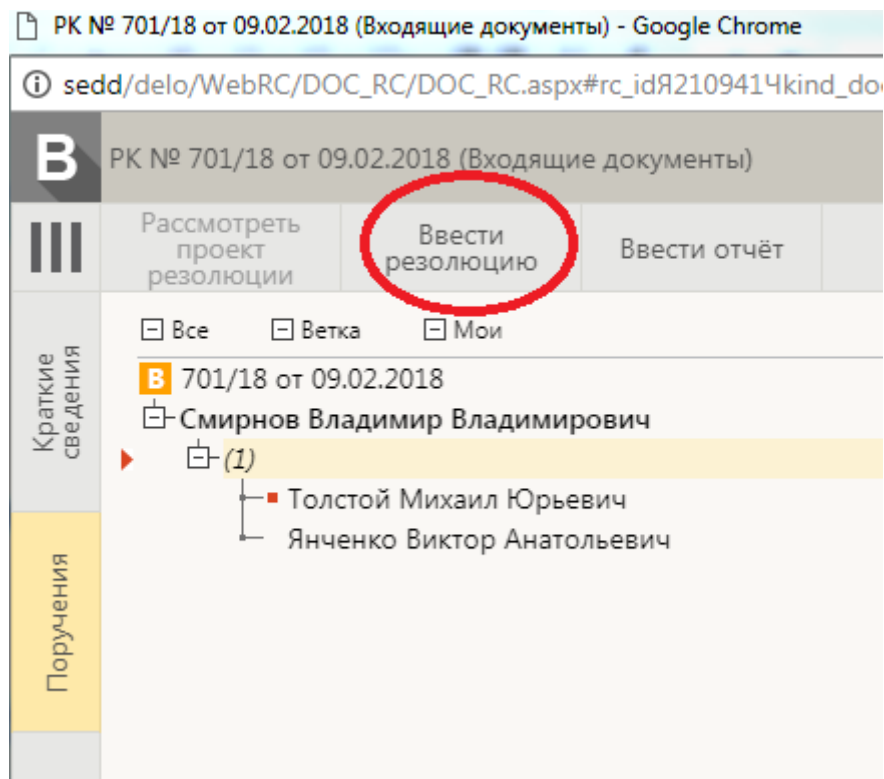 РК № 701/18 от 09.02.2018 (Входящие документы) - Google Chrome
sedd/delo/WebRC/DOC_RC/DOC_RC.aspx#rc_idЯ210941Чkind_do
В
РК № 701/18 от 09.02.2018 (Входящие документы)
Рассмотреть
проект
резолюции
Ввести
резолюцию
Ввести отчёт
Все
Ветка
Мои
Краткие
сведения
В 701/18 от 09.02.2018
Смирнов Владимир Владимирович
(1)
Толстой Михаил Юрьевич
Янченко Виктор Анатольевич
Поручения